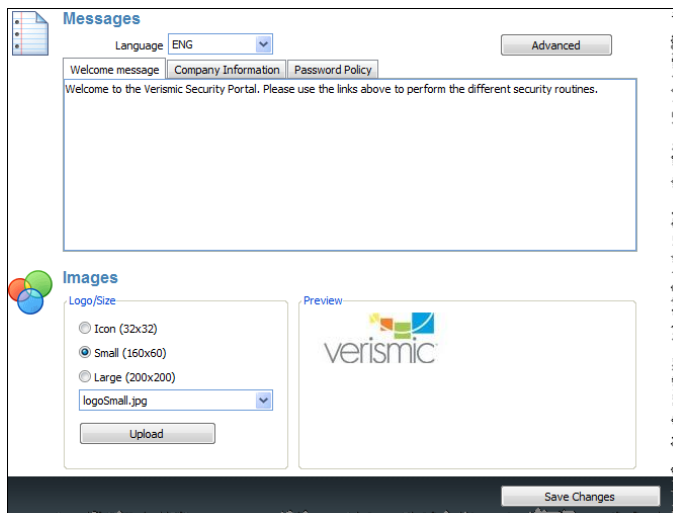 Messages
Language ENG Advanced
Welcome message Company Information Password Policy
Welcome to the Verismic Security Portal. Please use the links above to perform the different security routines.
Images
Logo/Size Preview
Icon (32x32)
Small (160x60)
Large (200x200)
logoSmall.jpg
Upload
verismic
Save Changes